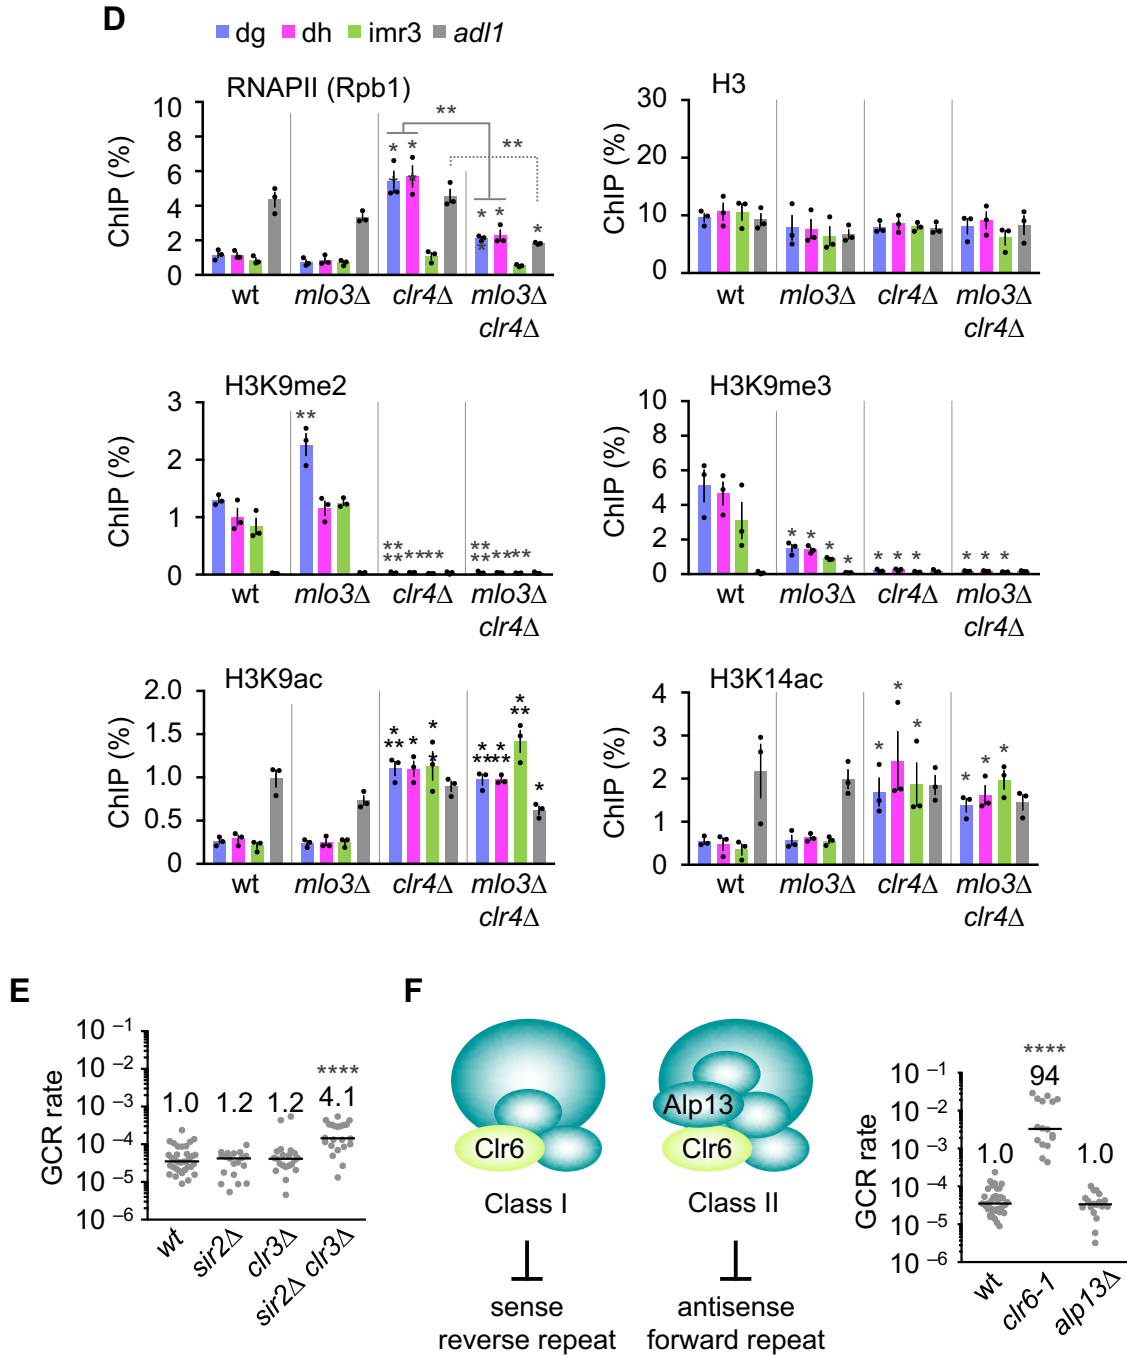 D
dg dh imr3 adl1
RNAPII (Rpb1)
ChIP (%)
10
8
6
4
2
0
** **
* * * * * * *
wt mlo3Δ clr4Δ mlo3Δ
clr4Δ
H3
ChIP (%)
30
20
10
0
wt mlo3Δ clr4Δ mlo3Δ
clr4Δ
H3K9me2
ChIP (%)
3
2
1
0
**
** **
** ** ** ** ** **
wt mlo3Δ clr4Δ mlo3Δ
clr4Δ
H3K9me3
ChIP (%)
10
8
6
4
2
0
* * * * * * * * * *
wt mlo3Δ clr4Δ mlo3Δ
clr4Δ
H3K9ac
ChIP (%)
2.0
1.5
1.0
0.5
0
* * * * * * *
** ** ** ** *
wt mlo3Δ clr4Δ mlo3Δ
clr4Δ
H3K14ac
ChIP (%)
4
3
2
1
0
* * * * * *
wt mlo3Δ clr4Δ mlo3Δ
clr4Δ
E
GCR rate
10 –1
10 –2
10 –3
10 –4
10 –5
10 –6
****
1.0 1.2 1.2 4.1
wt sir2Δ clr3Δ sir2Δ clr3Δ
F
Alp13
Clr6 Clr6
Class I Class II
sense antisense
reverse repeat forward repeat
GCR rate
10 –1
10 –2
10 –3
10 –4
10 –5
10 –6
****
94
1.0 1.0
wt clr6-1 alp13Δ